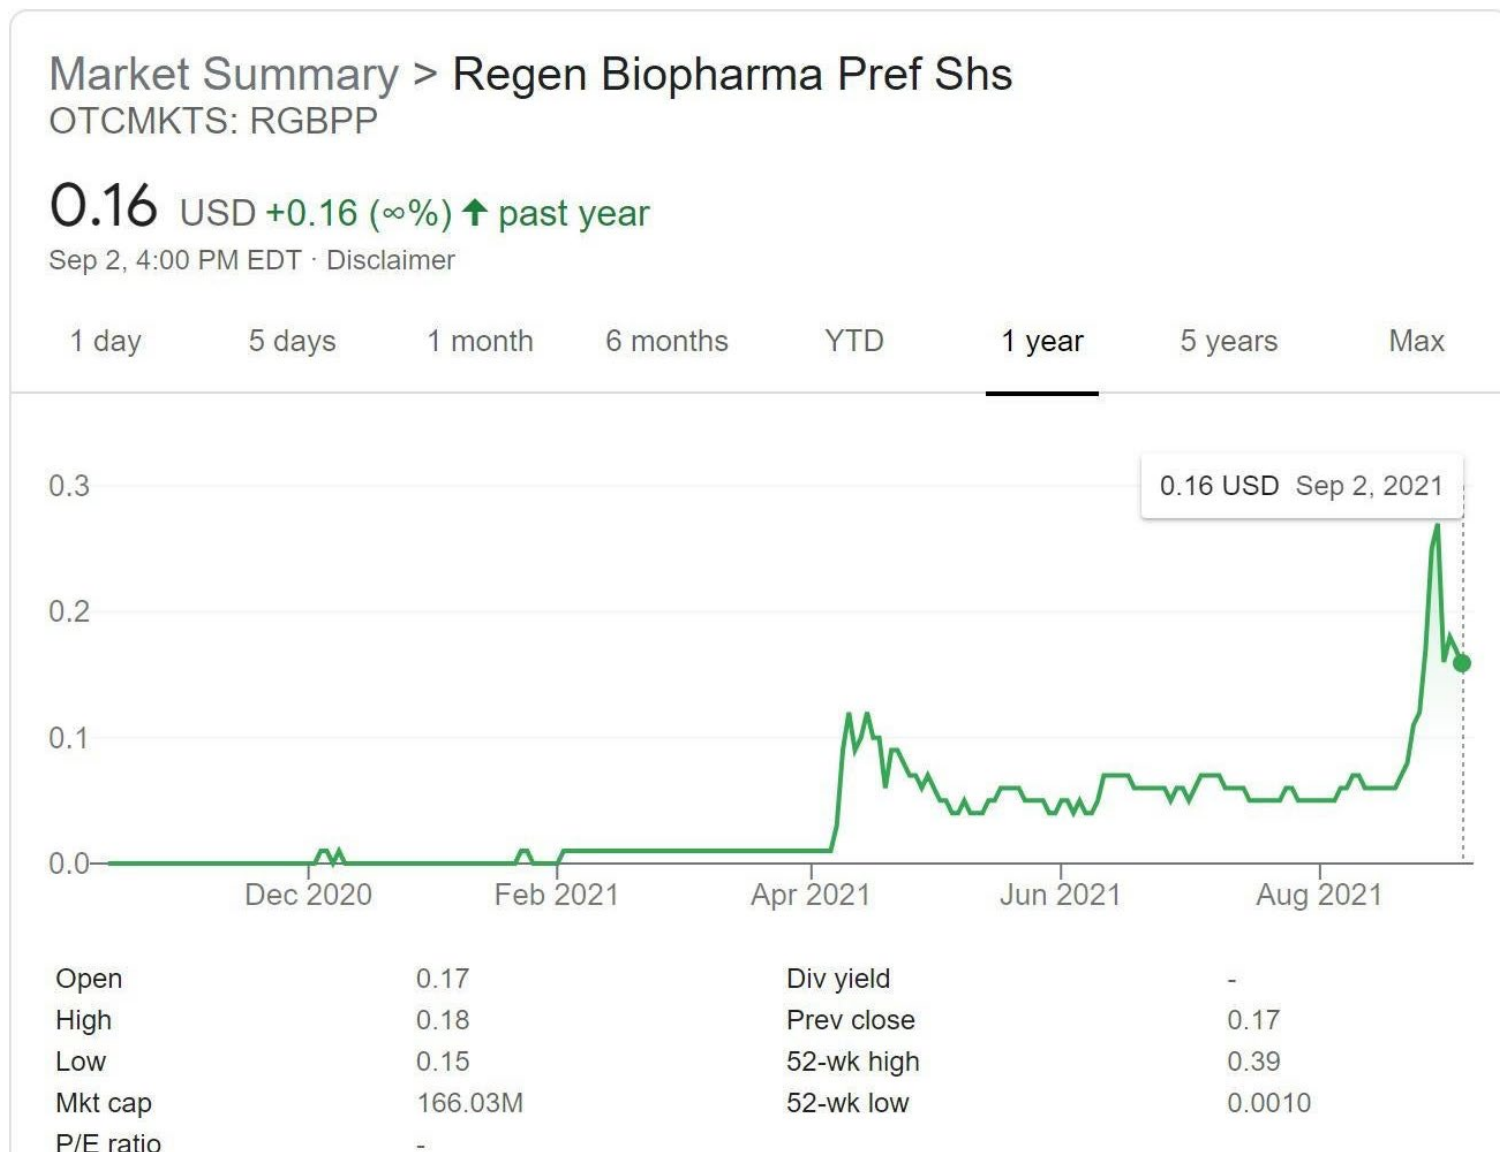 Market Summary > Regen Biopharma Pref Shs
OTCMKTS: RGBPP
0.16 USD +0.16 (∞%) ↑ past year
Sep 2, 4:00 PM EDT · Disclaimer
1 day 5 days 1 month 6 months YTD 1 year 5 years Max
0.16 USD Sep 2, 2021
0.3
0.2
0.1
0.0
Dec 2020 Feb 2021 Apr 2021 Jun 2021 Aug 2021
Open 0.17 Div yield -
High 0.18 Prev close 0.17
Low 0.15 52-wk high 0.39
Mkt cap 166.03M 52-wk low 0.0010
P/E ratio -